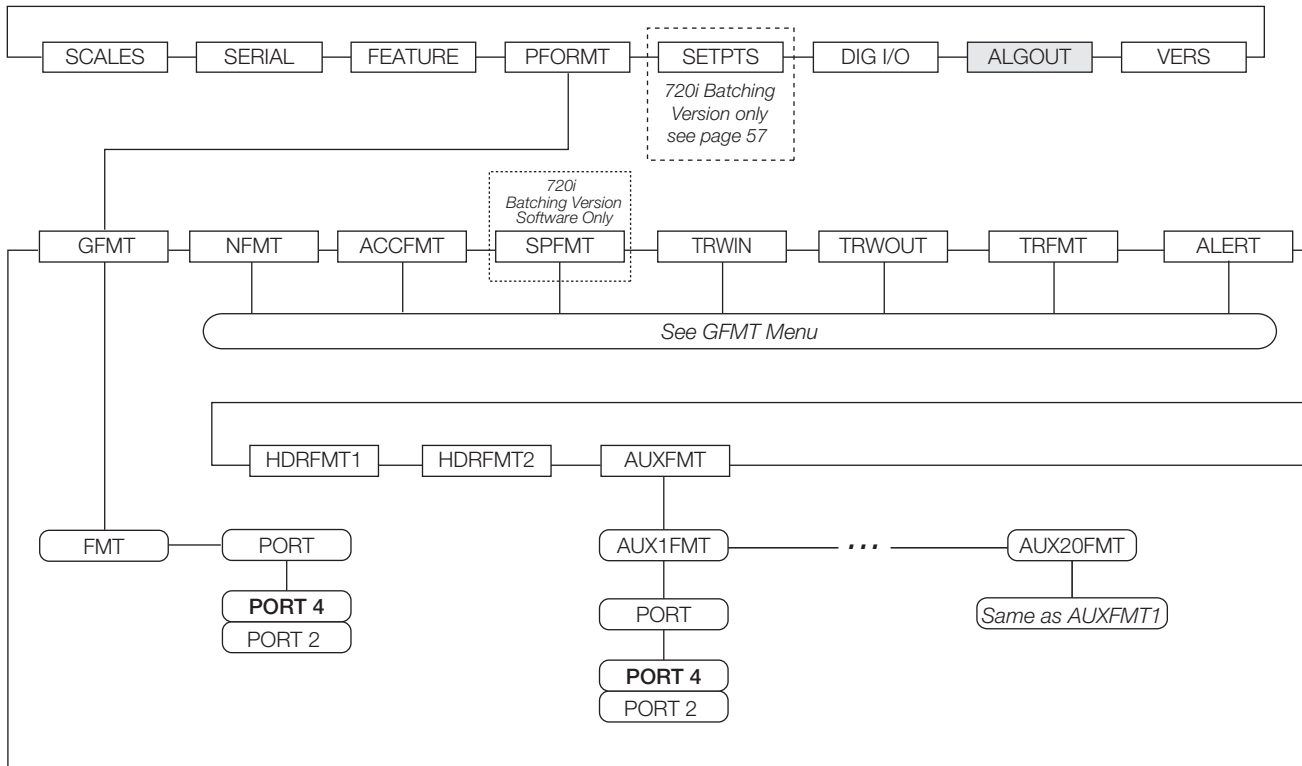 SCALES
SERIAL
FEATURE
PFORMT
SETPTS
DIG I/O
ALGOUT
VERS
720i Batching
Version only
see page 57
720i
Batching Version
Software Only
GFMT
NFMT
ACCFMT
SPFMT
TRWIN
TRWOUT
TRFMT
ALERT
See GFMT Menu
HDRFMT1
HDRFMT2
AUXFMT
FMT
PORT
AUX1FMT
...
AUX20FMT
PORT 4
PORT 2
PORT
Same as AUXFMT1
PORT 4
PORT 2